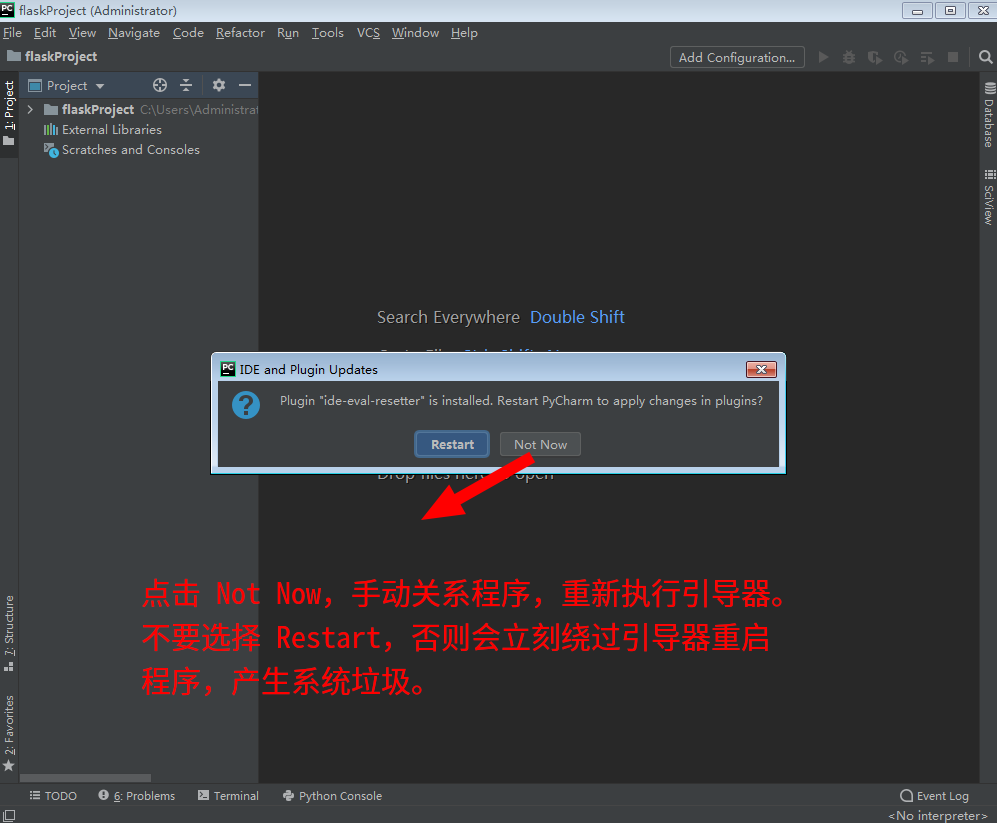 PC flaskProject (Administrator)
File Edit View Navigate Code Refactor Run Tools VCS Window Help
flaskProject
Add Configuration...
1: Project
Project
flaskProject C:\Users\Administrat
External Libraries
Scratches and Consoles
Database
SciView
Search Everywhere Double Shift
PC IDE and Plugin Updates
Plugin "ide-eval-resetter" is installed. Restart PyCharm to apply changes in plugins?
Restart
Not Now
Drop files here to open
点击 Not Now，手动关系程序，重新执行引导器。
不要选择 Restart，否则会立刻绕过引导器重启
程序，产生系统垃圾。
7: Structure
2: Favorites
TODO
6: Problems
Terminal
Python Console
Event Log
<No interpreter>